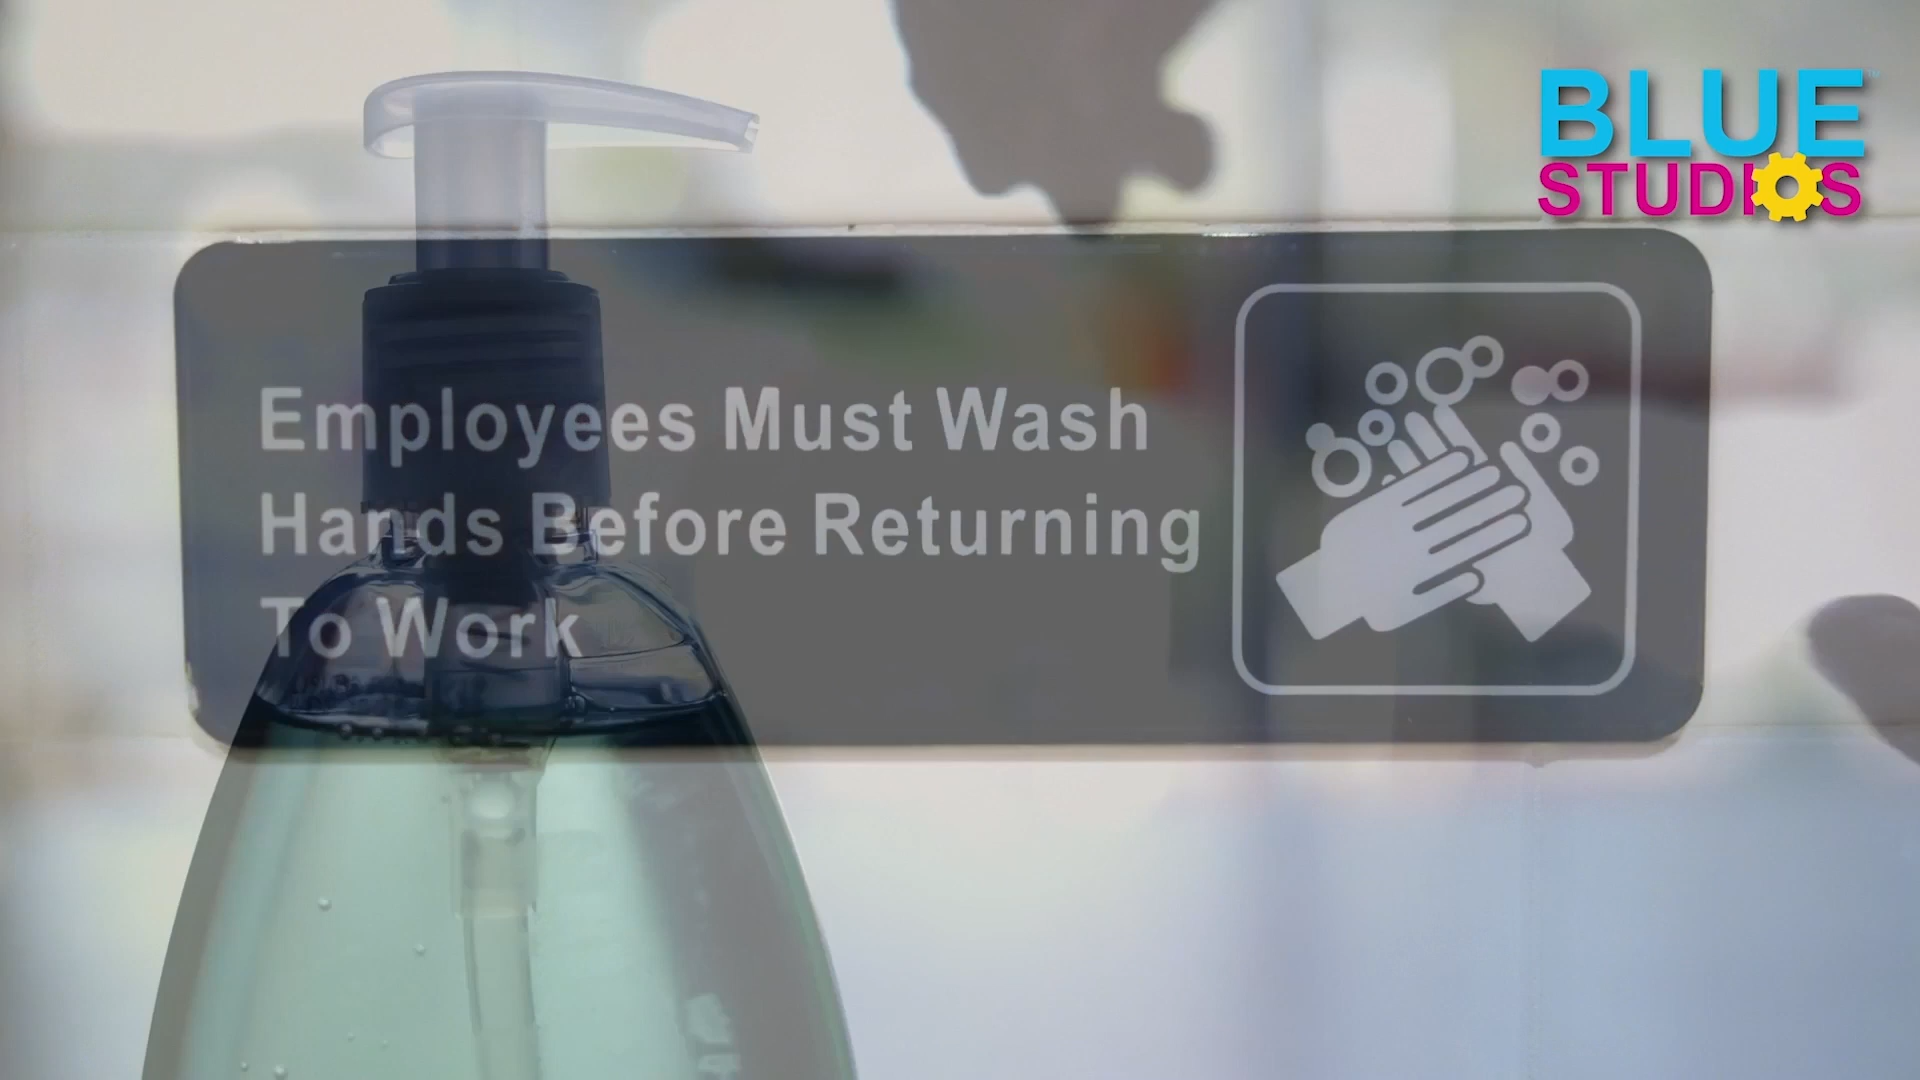 BLUE
STUDIOS
Employees Must Wash
Hands Before Returning
To Work